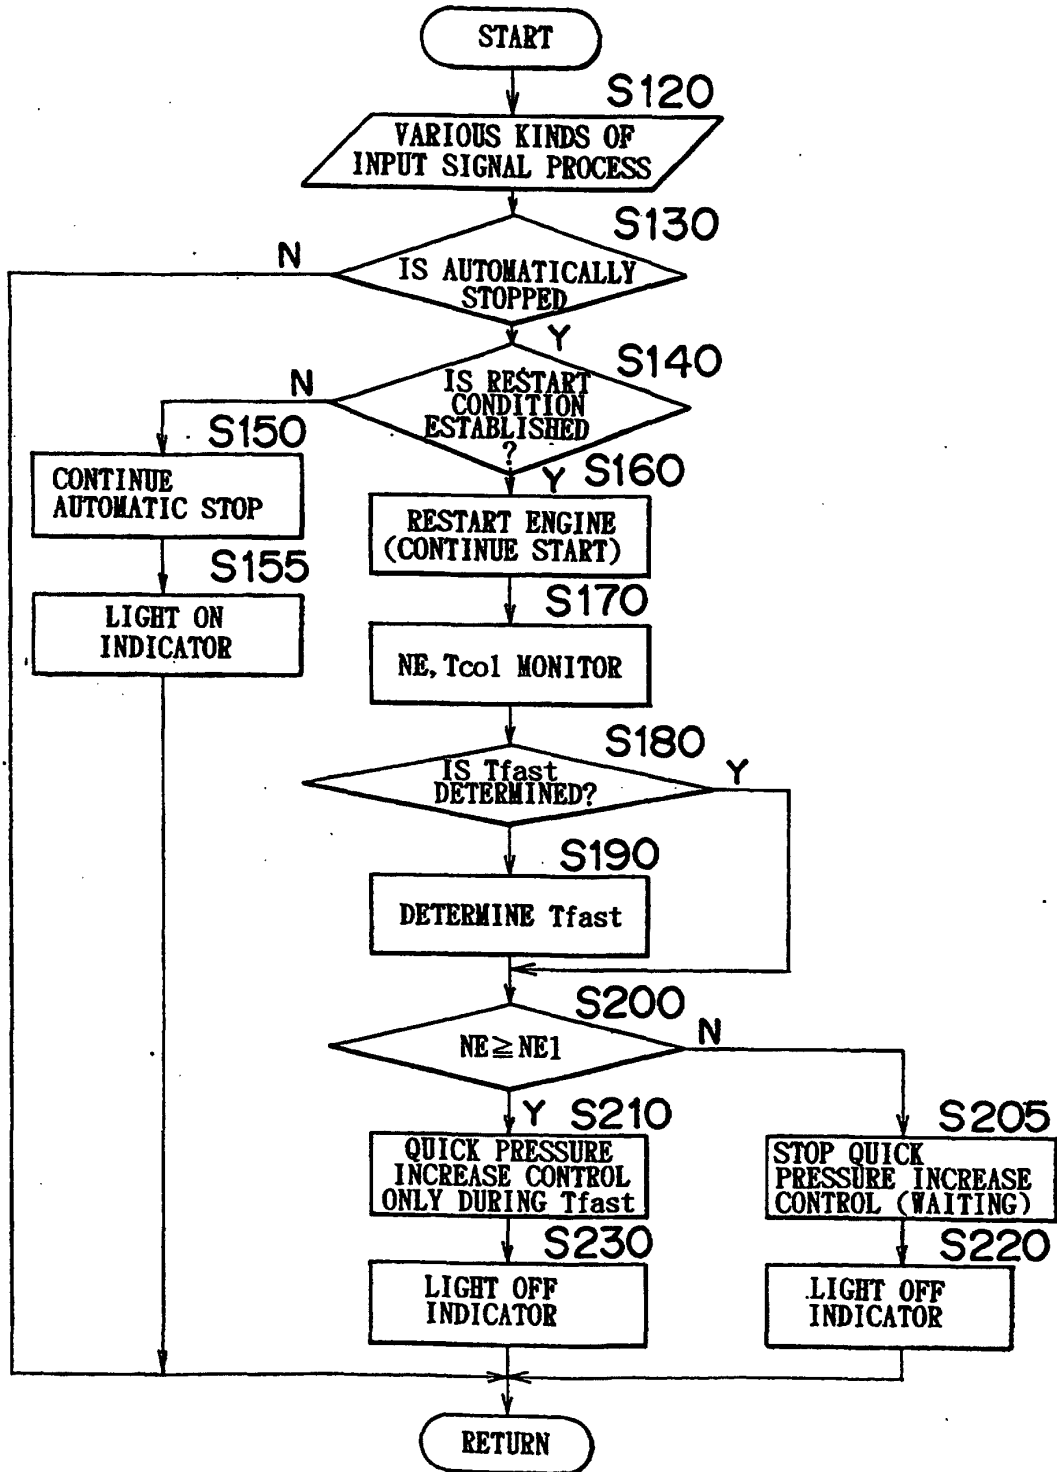 START
S120
VARIOUS KINDS OF
INPUT SIGNAL PROCESS
S130
N
IS AUTOMATICALLY
STOPPED
Y
S140
N
IS RESTART
CONDITION
ESTABLISHED
?
S150
CONTINUE
AUTOMATIC STOP
Y
S160
RESTART ENGINE
(CONTINUE START)
S155
LIGHT ON
INDICATOR
S170
NE, Tcol MONITOR
S180
IS Tfast
DETERMINED?
Y
S190
DETERMINE Tfast
S200
NE≧NE1
N
Y
S210
QUICK PRESSURE
INCREASE CONTROL
ONLY DURING Tfast
S205
STOP QUICK
PRESSURE INCREASE
CONTROL (WAITING)
S230
LIGHT OFF
INDICATOR
S220
LIGHT OFF
INDICATOR
RETURN